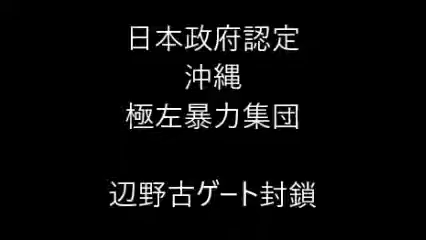 日本政府認定
沖縄
極左暴力集団
辺野古ゲート封鎖